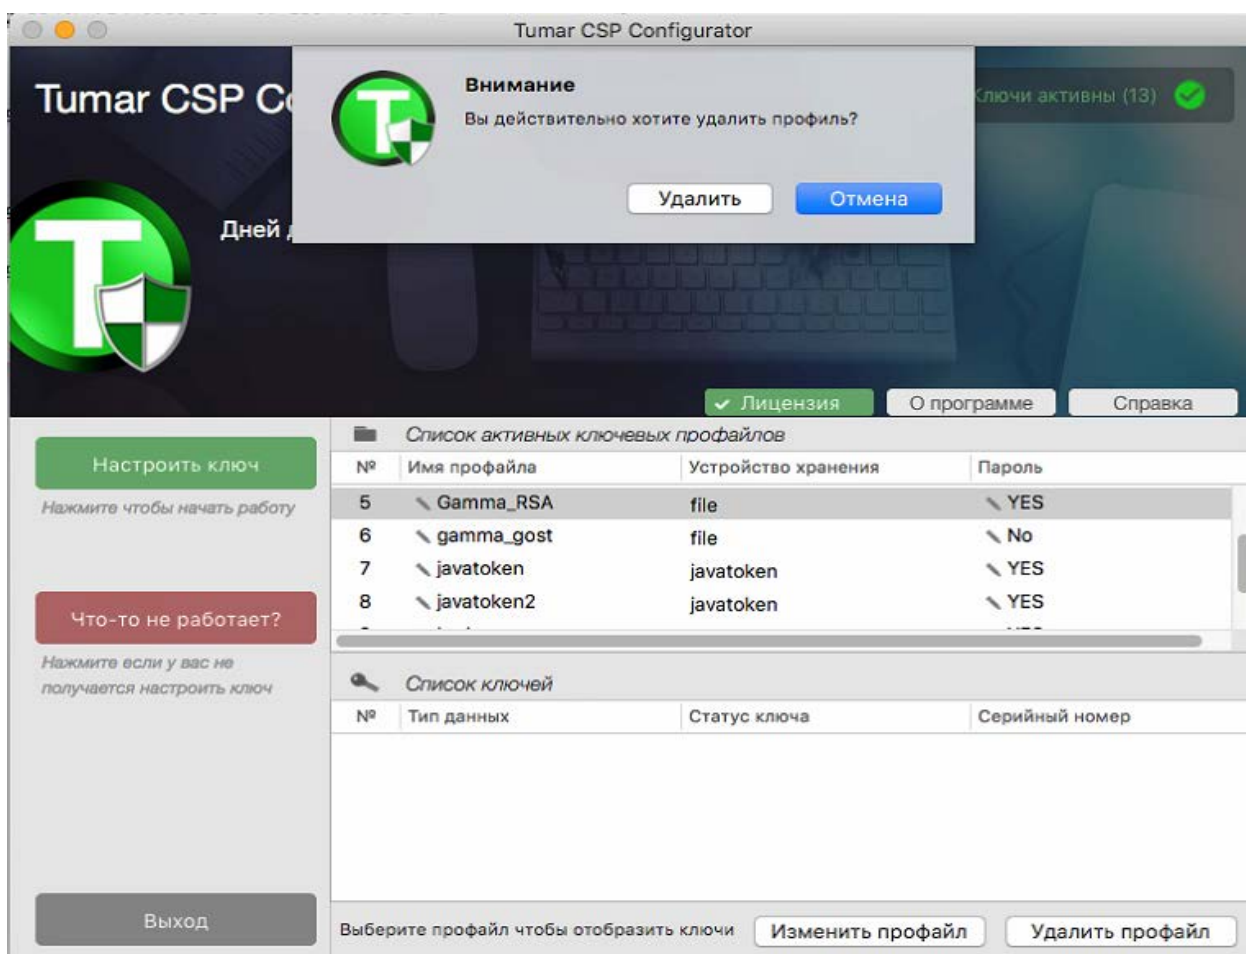 Tumar CSP Configurator
Tumar CSP
Внимание
Вы действительно хотите удалить профиль?
Удалить
Отмена
Ключи активны (13)
Дней
Лицензия
О программе
Справка
Настроить ключ
Нажмите чтобы начать работу
Что-то не работает?
Нажмите если у вас не
получается настроить ключ
Выход
Список активных ключевых профайлов
№ Имя профайла Устройство хранения Пароль
5 Gamma_RSA file YES
6 gamma_gost file No
7 javatoken javatoken YES
8 javatoken2 javatoken YES
Список ключей
№ Тип данных Статус ключа Серийный номер
Выберите профайл чтобы отобразить ключи
Изменить профайл
Удалить профайл